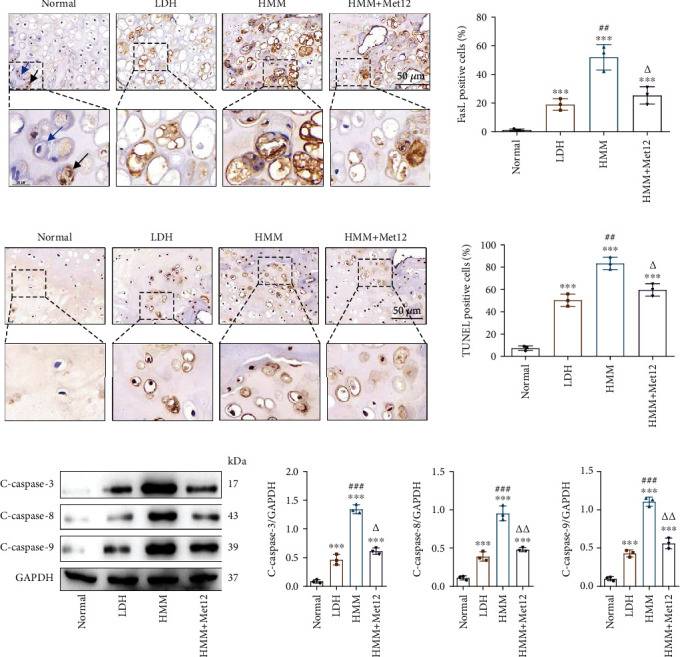 Normal LDH HMM HMM+Met12
50 μm
FasL positive cells (%)
80
60
40
20
0
***
##
***
Δ
***
Normal
LDH
HMM
HMM+Met12
Normal LDH HMM HMM+Met12
50 μm
TUNEL positive cells (%)
100
80
60
40
20
0
***
##
***
Δ
***
Normal
LDH
HMM
HMM+Met12
kDa
C-caspase-3 17
C-caspase-8 43
C-caspase-9 39
GAPDH 37
Normal
LDH
HMM
HMM+Met12
C-caspase-3/GAPDH
2.0
1.5
1.0
0.5
0.0
***
###
***
Δ
***
Normal
LDH
HMM
HMM+Met12
C-caspase-8/GAPDH
1.5
1.0
0.5
0.0
***
###
***
ΔΔ
***
Normal
LDH
HMM
HMM+Met12
C-caspase-9/GAPDH
1.5
1.0
0.5
0.0
***
###
***
ΔΔ
***
Normal
LDH
HMM
HMM+Met12